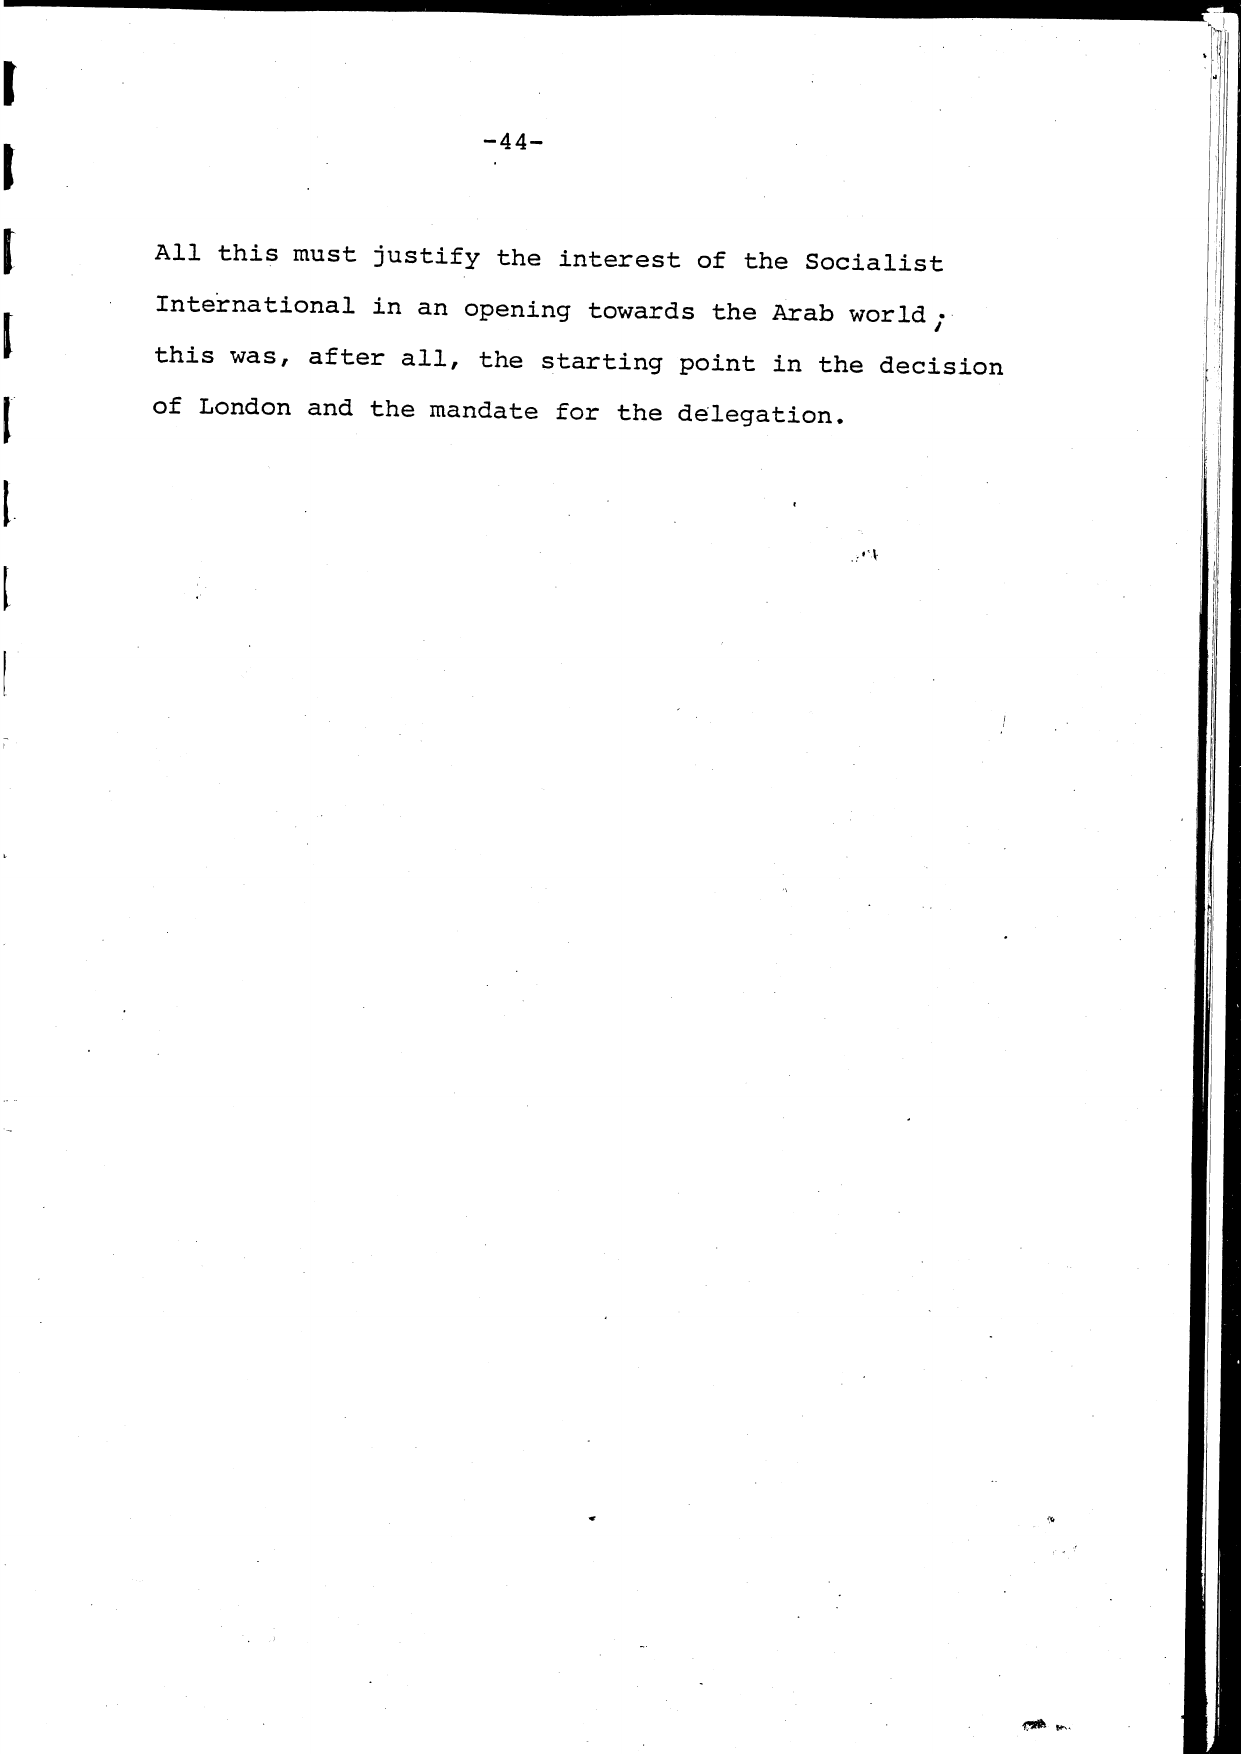 -44-
All this must justify the interest of the Socialist
International in an opening towards the Arab world;
this was, after all, the starting point in the decision
of London and the mandate for the delegation.